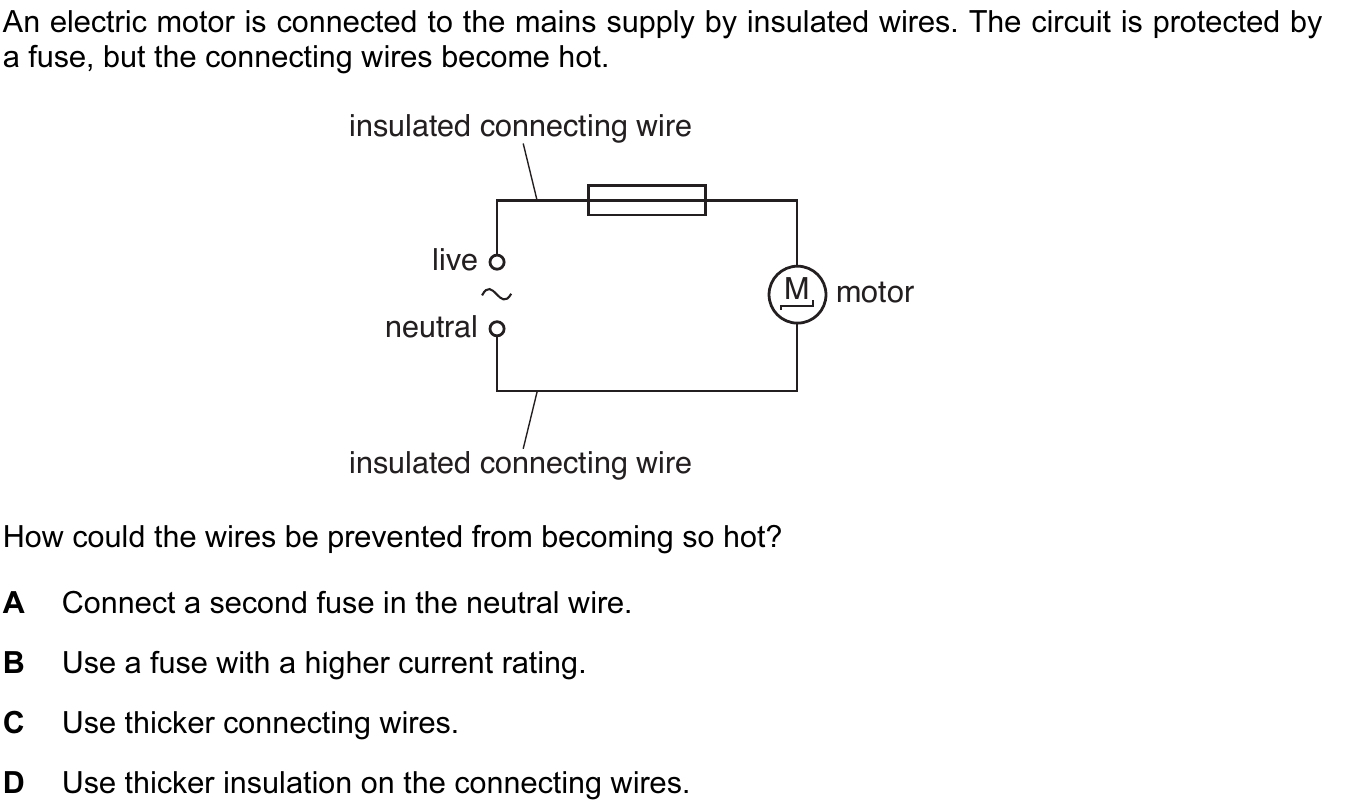 An electric motor is connected to the mains supply by insulated wires. The circuit is protected by
a fuse, but the connecting wires become hot.
insulated connecting wire
live
neutral
M
motor
insulated connecting wire
How could the wires be prevented from becoming so hot?
A Connect a second fuse in the neutral wire.
B Use a fuse with a higher current rating.
C Use thicker connecting wires.
D Use thicker insulation on the connecting wires.